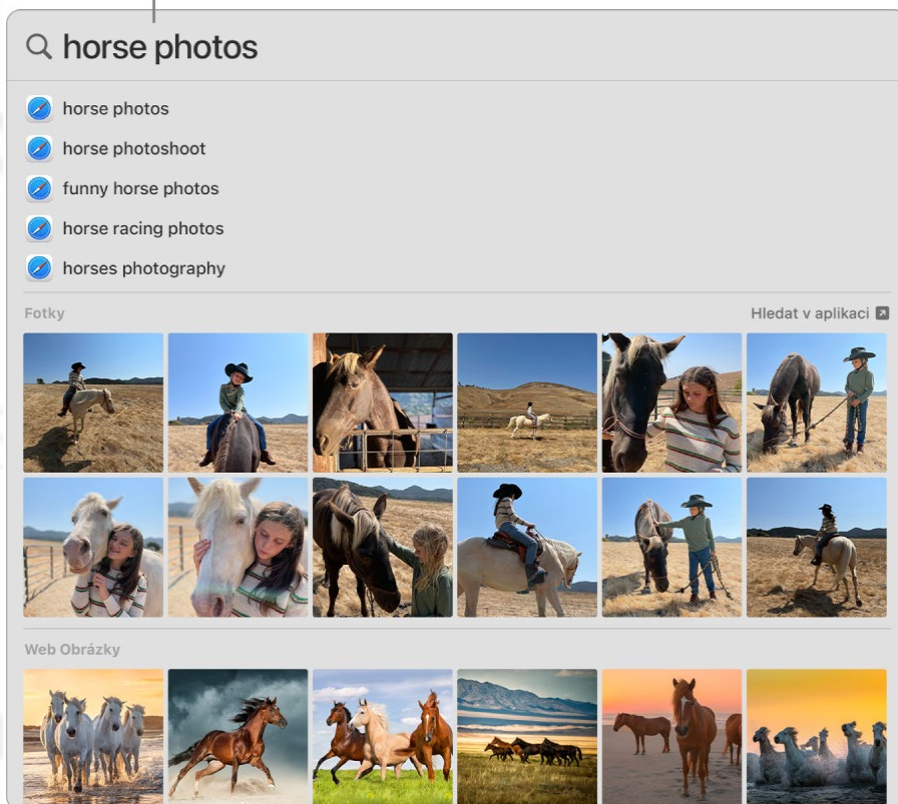 horse photos
horse photos
horse photoshoot
funny horse photos
horse racing photos
horses photography
Fotky Hledat v aplikaci
Web Obrázky